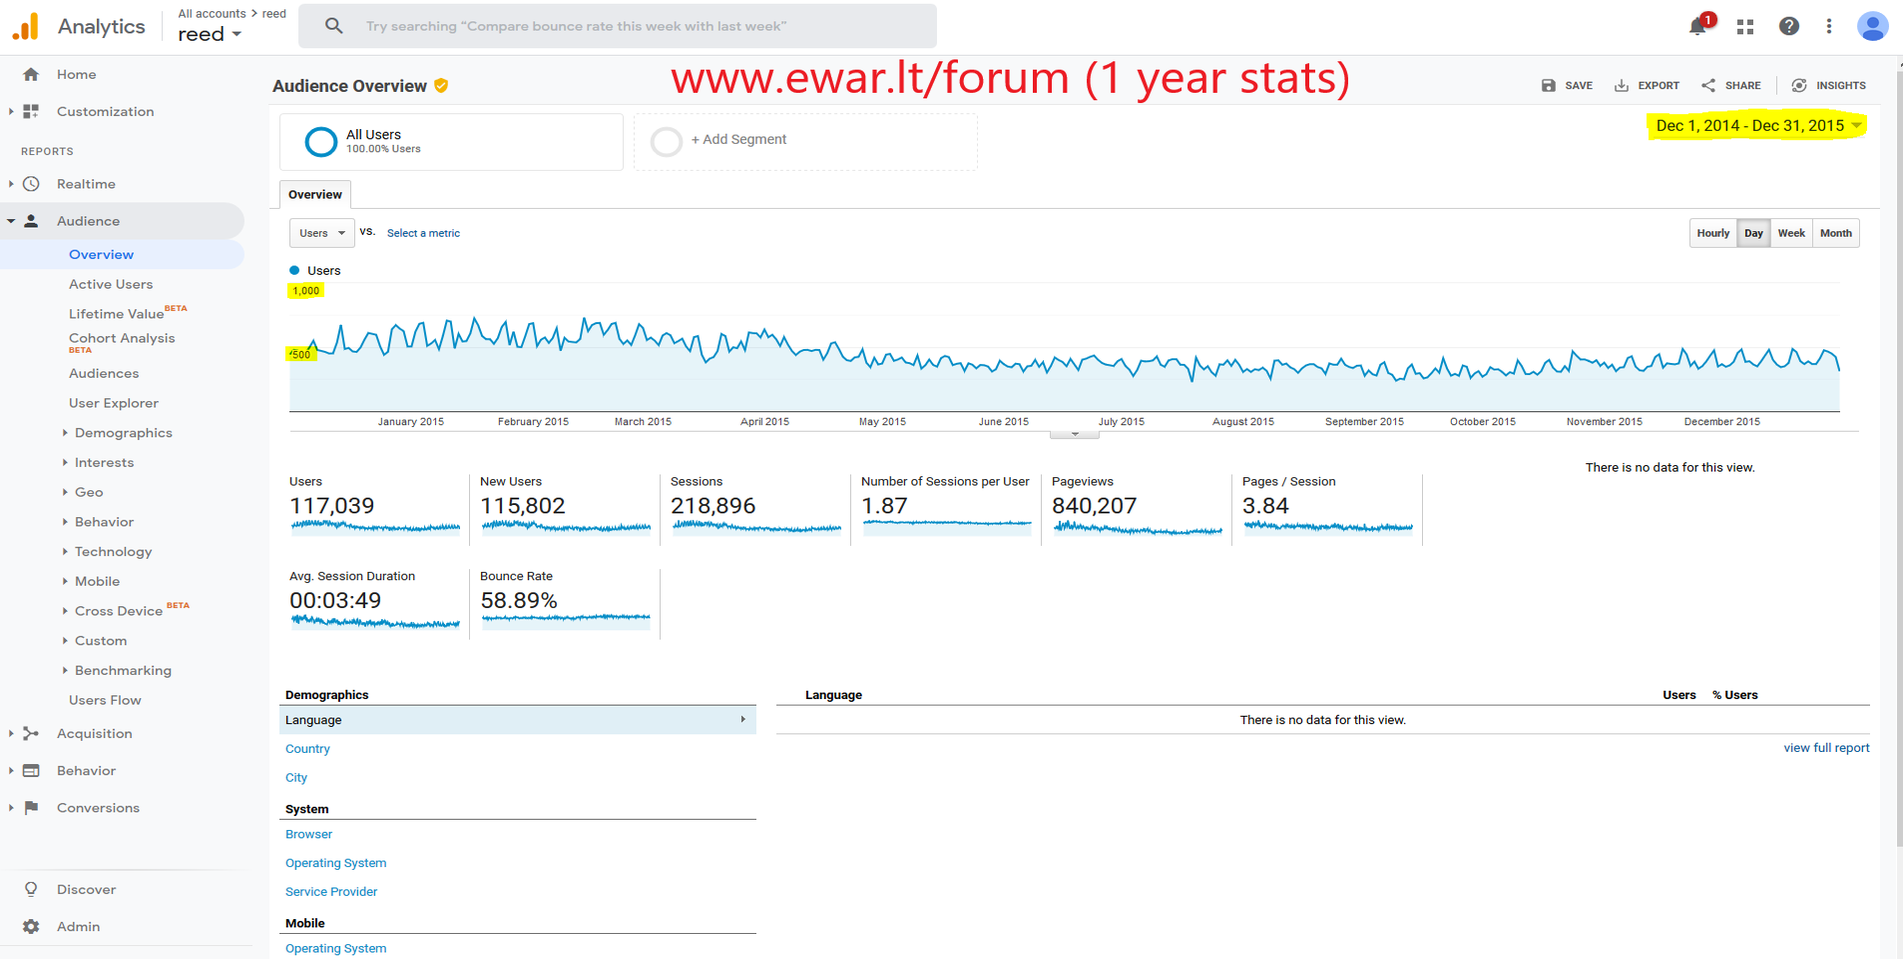 Analytics
All accounts > reed
reed
Try searching “Compare bounce rate this week with last week”
1
Home
Customization
REPORTS
Realtime
Audience
Overview
Active Users
Lifetime Value BETA
Cohort Analysis
BETA
Audiences
User Explorer
Demographics
Interests
Geo
Behavior
Technology
Mobile
Cross Device BETA
Custom
Benchmarking
Users Flow
Acquisition
Behavior
Conversions
Discover
Admin
Audience Overview
www.ewar.lt/forum (1 year stats)
SAVE
EXPORT
SHARE
INSIGHTS
All Users
100.00% Users
+ Add Segment
Dec 1, 2014 - Dec 31, 2015
Overview
Users
vs.
Select a metric
Hourly
Day
Week
Month
Users
1,000
500
January 2015
February 2015
March 2015
April 2015
May 2015
June 2015
July 2015
August 2015
September 2015
October 2015
November 2015
December 2015
Users
117,039
New Users
115,802
Sessions
218,896
Number of Sessions per User
1.87
Pageviews
840,207
Pages / Session
3.84
There is no data for this view.
Avg. Session Duration
00:03:49
Bounce Rate
58.89%
Demographics
Language
Country
City
System
Browser
Operating System
Service Provider
Mobile
Operating System
Language
Users
% Users
There is no data for this view.
view full report